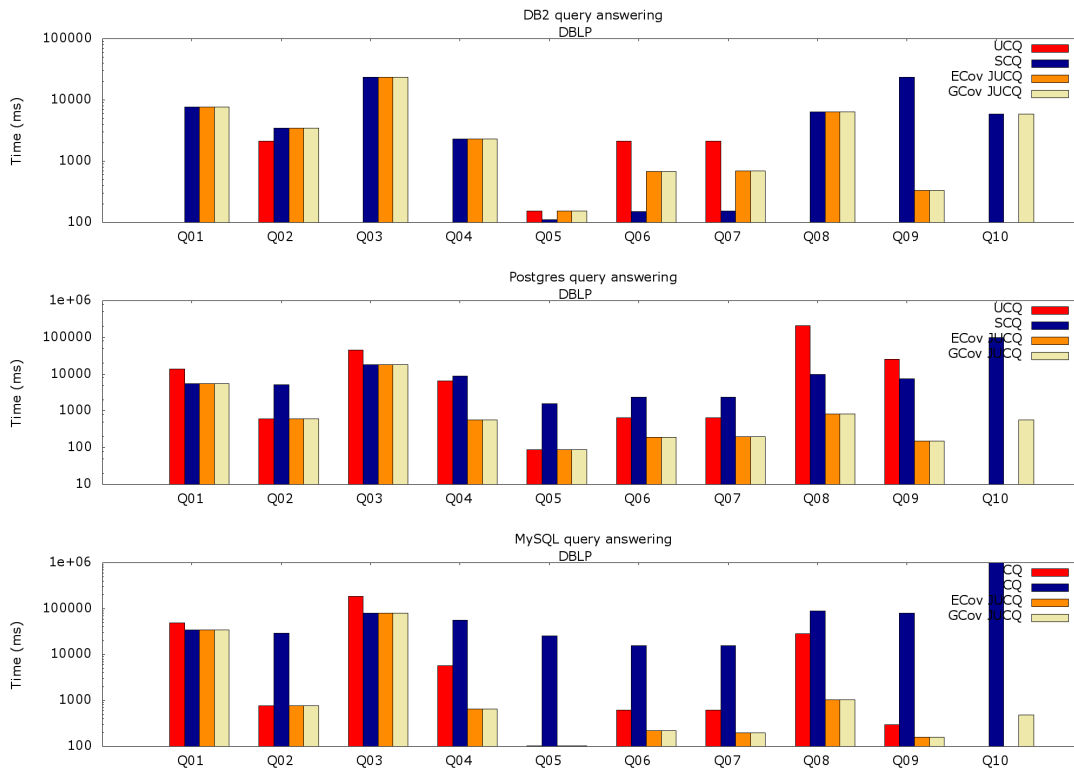 DB2 query answering
DBLP
100000
10000
1000
100
Time (ms)
UCQ
SCQ
ECov JUCQ
GCov JUCQ
Q01 Q02 Q03 Q04 Q05 Q06 Q07 Q08 Q09 Q10
Postgres query answering
DBLP
1e+06
100000
10000
1000
100
10
Time (ms)
UCQ
SCQ
ECov JUCQ
GCov JUCQ
Q01 Q02 Q03 Q04 Q05 Q06 Q07 Q08 Q09 Q10
MySQL query answering
DBLP
1e+06
100000
10000
1000
100
Time (ms)
CQ
CQ
ECov JUCQ
GCov JUCQ
Q01 Q02 Q03 Q04 Q05 Q06 Q07 Q08 Q09 Q10